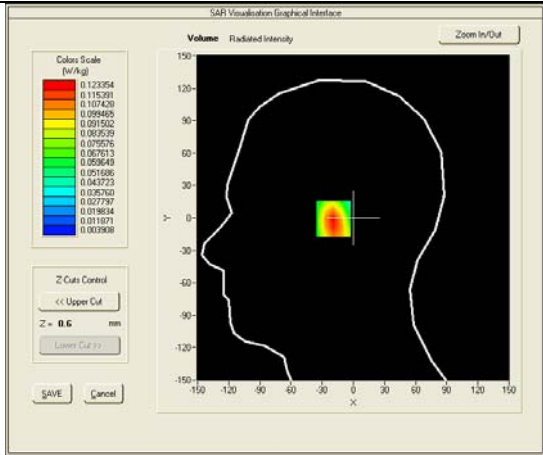 SAR Visualisation Graphical Interface
Volume Radiated Intensity
Zoom In/Out
Colors Scale
(W/kg)
0.123354
0.115391
0.107428
0.099465
0.091502
0.083539
0.075576
0.067613
0.059649
0.051686
0.043723
0.035760
0.027797
0.019834
0.011871
0.003908
Z Cuts Control
<< Upper Cut
Z = 0.6 mm
Lower Cut >>
SAVE
Cancel
150
120
90
60
30
0
-30
-60
-90
-120
-150
Y
-150 -120 -90 -60 -30 0 30 60 90 120 150
X